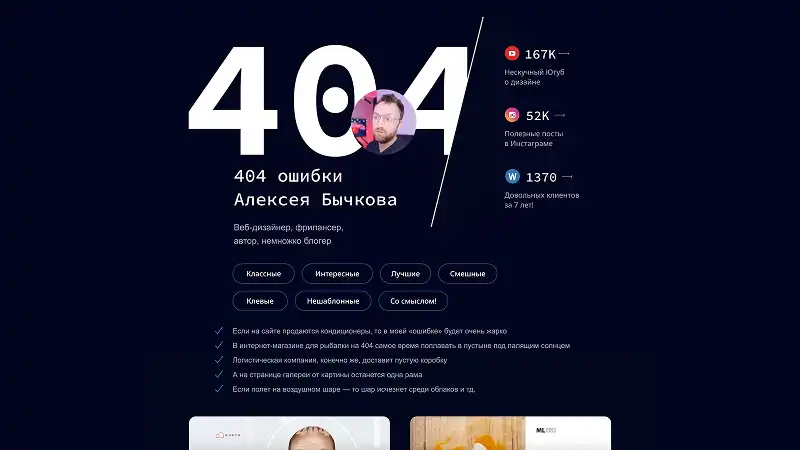 404
404 ошибки
Алексея Бычкова
Веб-дизайнер, фрилансер,
автор, немножко блогер
167K
Нескучный Ютуб
о дизайне
52K
Полезные посты
в Инстаграме
W 1370
Довольных клиентов
за 7 лет!
Классные Интересные Лучшие Смешные
Клевые Нешаблонные Со смыслом!
Если на сайте продаются кондиционеры, то в моей «ошибке» будет очень жарко
В интернет-магазине для рыбалки на 404 самое время поплавать в пустыне под палящим солнцем
Логистическая компания, конечно же, доставит пустую коробку
А на странице галереи от картины останется одна рама
Если полет на воздушном шаре — то шар исчезнет среди облаков и тд.